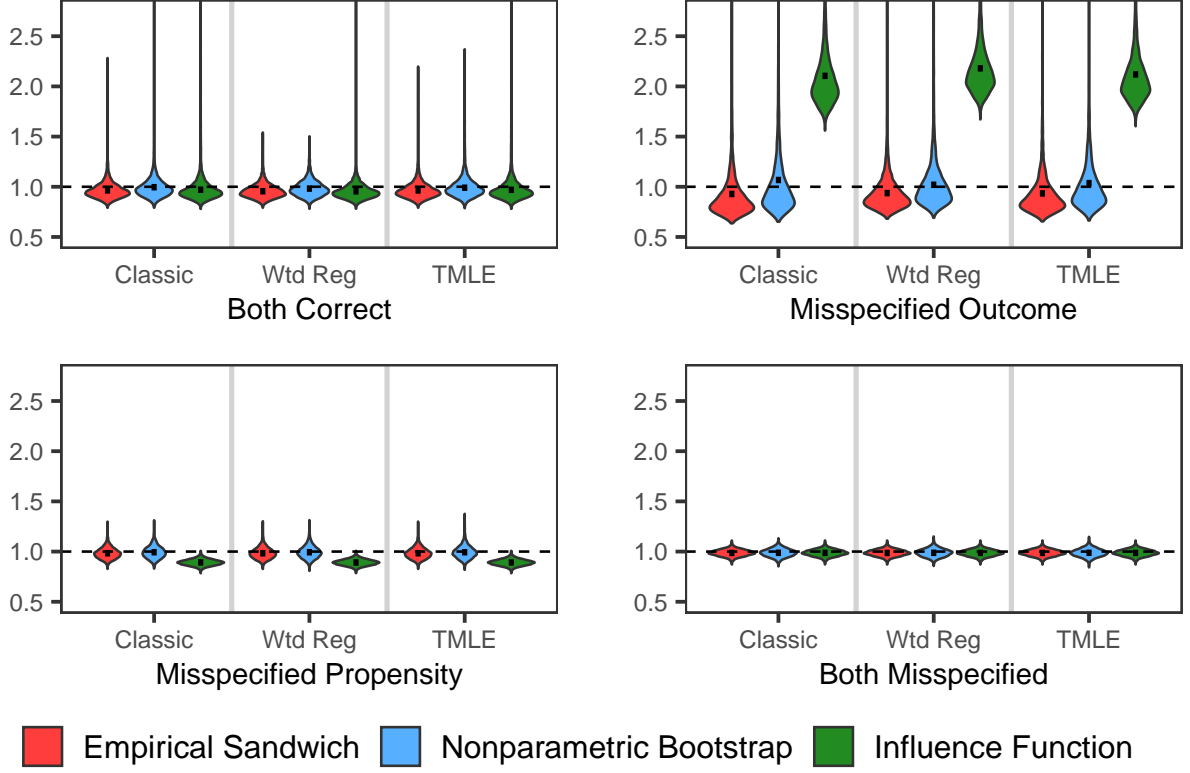 2.5
2.0
1.5
1.0
0.5
Classic Wtd Reg TMLE
Both Correct
2.5
2.0
1.5
1.0
0.5
Classic Wtd Reg TMLE
Misspecified Outcome
2.5
2.0
1.5
1.0
0.5
Classic Wtd Reg TMLE
Misspecified Propensity
2.5
2.0
1.5
1.0
0.5
Classic Wtd Reg TMLE
Both Misspecified
Empirical Sandwich Nonparametric Bootstrap Influence Function